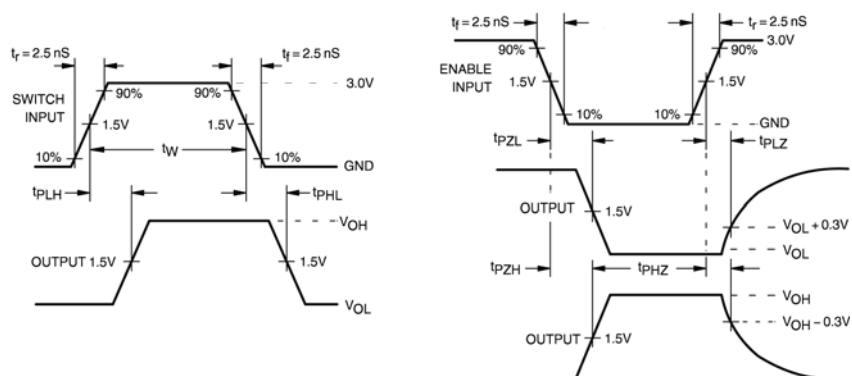 tr = 2.5 nS
tf = 2.5 nS
3.0V
SWITCH
INPUT
90%
90%
1.5V
1.5V
tW
10%
10%
GND
tPLH
tPHL
VOH
OUTPUT
1.5V
1.5V
VOL
tf = 2.5 nS
tr = 2.5 nS
3.0V
90%
90%
ENABLE
INPUT
1.5V
1.5V
10%
10%
GND
tPZL
tPLZ
OUTPUT
1.5V
VOL + 0.3V
VOL
tPZH
tPHZ
VOH
VOH – 0.3V
OUTPUT
1.5V